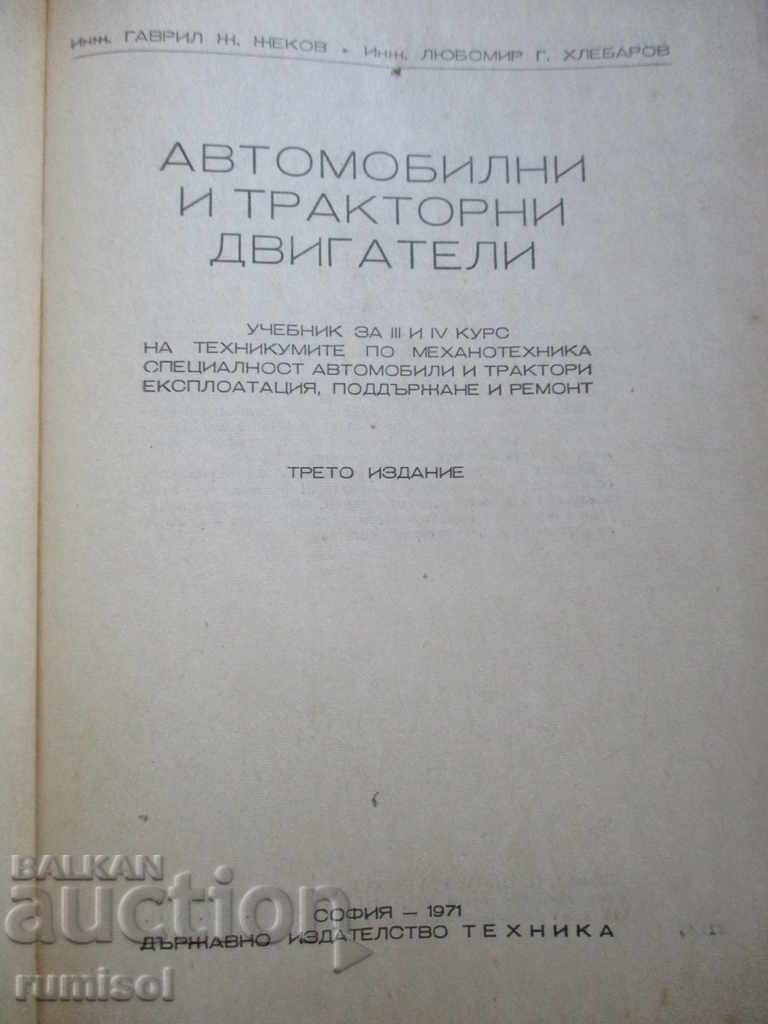 инж. ГАВРИЛ Ж. ЖЕКОВ • инж. ЛЮБОМИР Г. ХЛЕБАРОВ
АВТОМОБИЛНИ
И ТРАКТОРНИ
ДВИГАТЕЛИ
УЧЕБНИК ЗА III И IV КУРС
НА ТЕХНИКУМИТЕ ПО МЕХАНОТЕХНИКА
СПЕЦИАЛНОСТ АВТОМОБИЛИ И ТРАКТОРИ
ЕКСПЛОАТАЦИЯ, ПОДДЪРЖАНЕ И РЕМОНТ
ТРЕТО ИЗДАНИЕ
СОФИЯ – 1971
ДЪРЖАВНО ИЗДАТЕЛСТВО ТЕХНИКА
BALKAN
auction
rumisol